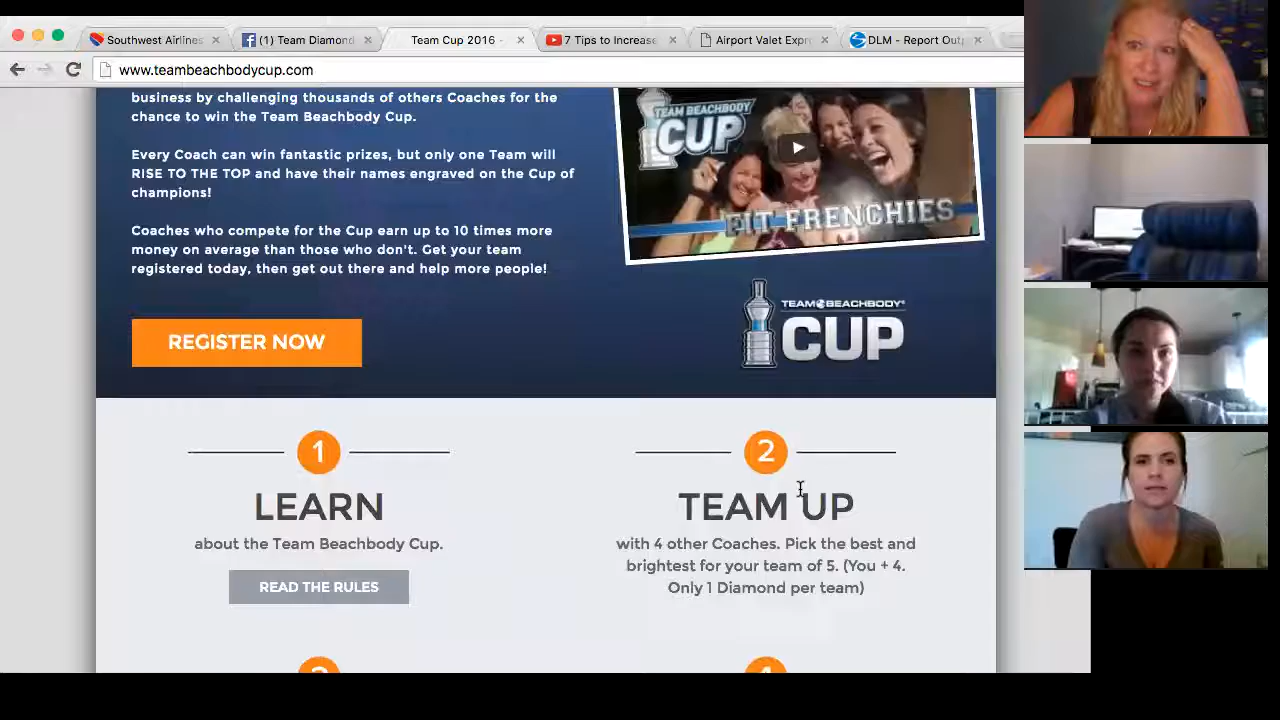 Southwest Airlines
(1) Team Diamond
Team Cup 2016 -
7 Tips to Increase
Airport Valet Expr
DLM - Report Outp
www.teambeachbodycup.com
business by challenging thousands of others Coaches for the
chance to win the Team Beachbody Cup.
Every Coach can win fantastic prizes, but only one Team will
RISE TO THE TOP and have their names engraved on the Cup of
champions!
Coaches who compete for the Cup earn up to 10 times more
money on average than those who don't. Get your team
registered today, then get out there and help more people!
REGISTER NOW
TEAM BEACHBODY
CUP
FIT FRENCHIES
TEAM BEACHBODY
CUP
1
LEARN
about the Team Beachbody Cup.
READ THE RULES
2
TEAM UP
with 4 other Coaches. Pick the best and
brightest for your team of 5. (You + 4.
Only 1 Diamond per team)